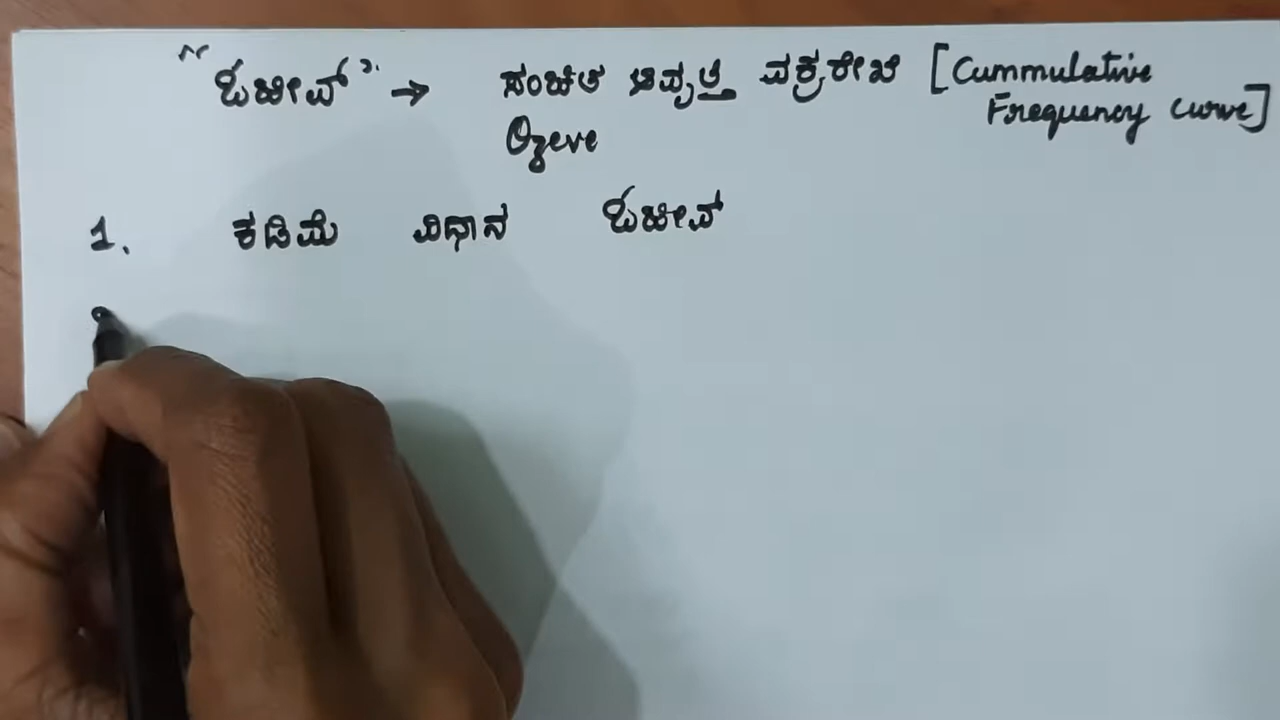 " ಓಜೀವ್ " → ಸಂಚಿತ ಆವೃತ್ತಿ ವಕ್ರರೇಖೆ [Cummulative
Frequency curve]
Ozeve
1. ಕಡಿಮೆ ವಿಧಾನ ಓಜೀವ್